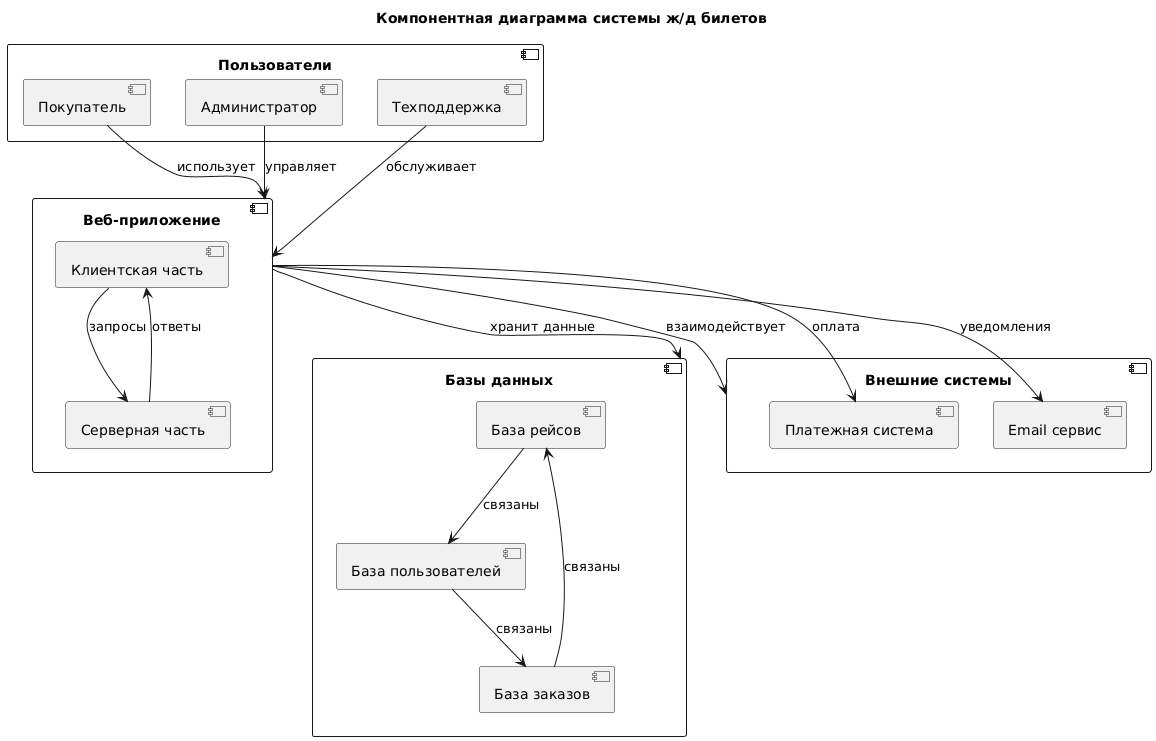 Компонентная диаграмма системы ж/д билетов
Пользователи
Покупатель
Администратор
Техподдержка
использует
управляет
обслуживает
Веб-приложение
Клиентская часть
запросы
ответы
Серверная часть
хранит данные
взаимодействует
оплата
уведомления
Базы данных
База рейсов
связаны
База пользователей
связаны
связаны
База заказов
Внешние системы
Платежная система
Email сервис